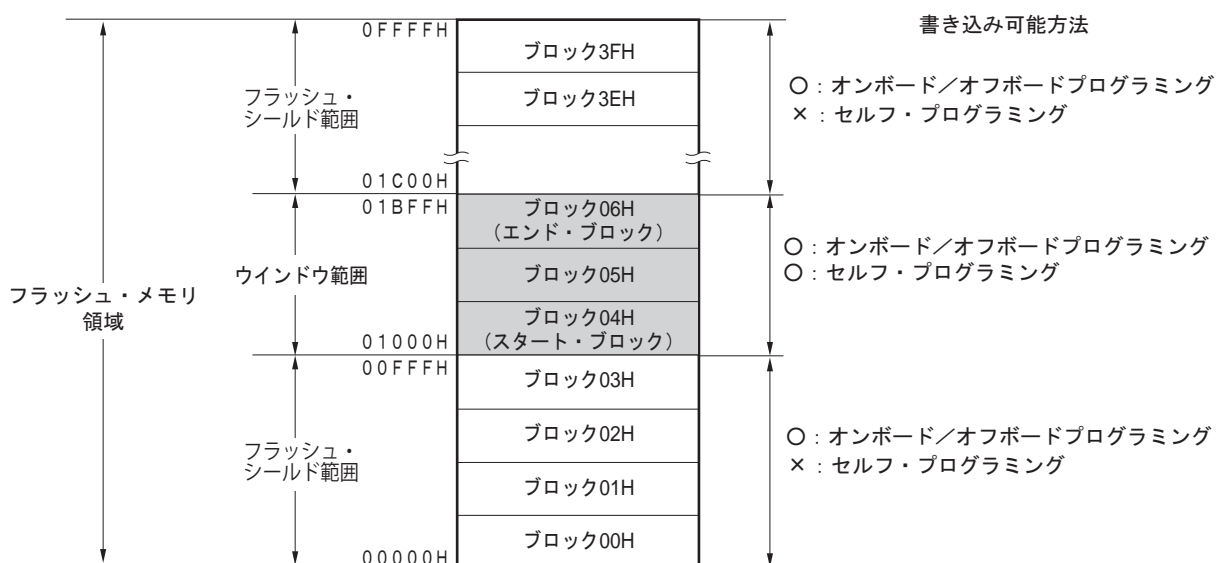 書き込み可能方法
0FFFFH
ブロック3FH
ブロック3EH
フラッシュ・
シールド範囲
○：オンボード／オフボードプログラミング
×：セルフ・プログラミング
01C00H
01BFFH
ブロック06H
（エンド・ブロック）
ブロック05H
ブロック04H
（スタート・ブロック）
ウインドウ範囲
○：オンボード／オフボードプログラミング
○：セルフ・プログラミング
フラッシュ・メモリ
領域
01000H
00FFFH
ブロック03H
ブロック02H
ブロック01H
ブロック00H
フラッシュ・
シールド範囲
○：オンボード／オフボードプログラミング
×：セルフ・プログラミング
00000H